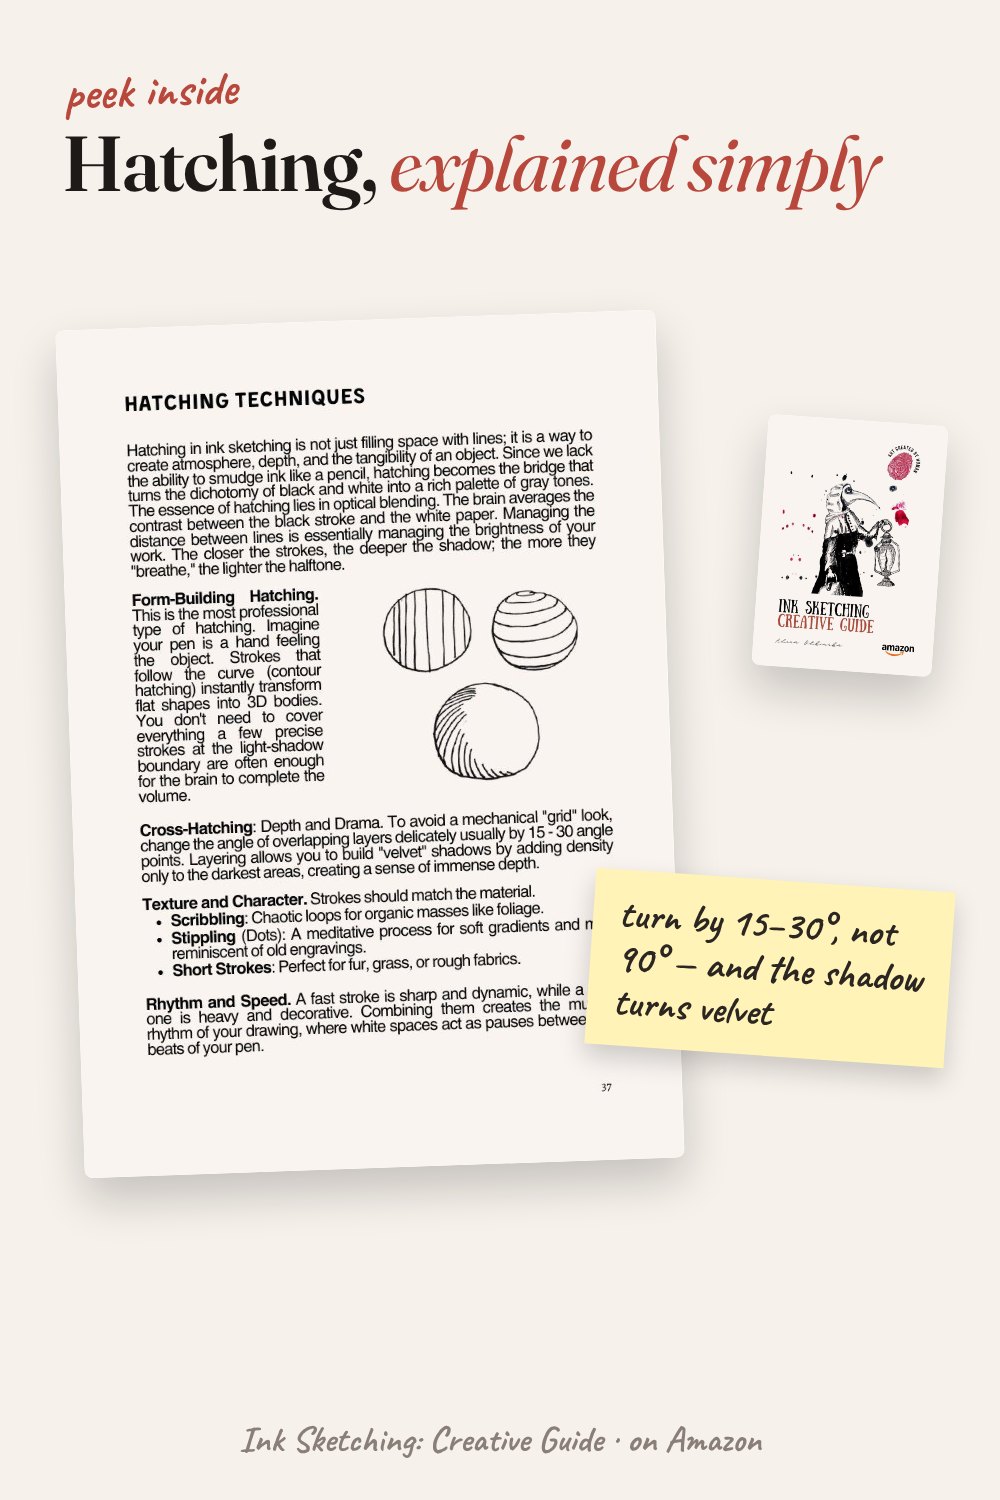 peek inside
Hatching, explained simply
HATCHING TECHNIQUES
Hatching in ink sketching is not just filling space with lines; it is a way to
create atmosphere, depth, and the tangibility of an object. Since we lack
the ability to smudge ink like a pencil, hatching becomes the bridge that
turns the dichotomy of black and white into a rich palette of gray tones.
The essence of hatching lies in optical blending. The brain averages the
contrast between the black stroke and the white paper. Managing the
distance between lines is essentially managing the brightness of your
work. The closer the strokes, the deeper the shadow; the more they
"breathe," the lighter the halftone.
Form-Building Hatching.
This is the most professional
type of hatching. Imagine
your pen is a hand feeling
the object. Strokes that
follow the curve (contour
hatching) instantly transform
flat shapes into 3D bodies.
You don't need to cover
everything a few precise
strokes at the light-shadow
boundary are often enough
for the brain to complete the
volume.
Cross-Hatching: Depth and Drama. To avoid a mechanical "grid" look,
change the angle of overlapping layers delicately usually by 15 - 30 angle
points. Layering allows you to build "velvet" shadows by adding density
only to the darkest areas, creating a sense of immense depth.
Texture and Character. Strokes should match the material.
• Scribbling: Chaotic loops for organic masses like foliage.
• Stippling (Dots): A meditative process for soft gradients and
reminiscent of old engravings.
• Short Strokes: Perfect for fur, grass, or rough fabrics.
Rhythm and Speed. A fast stroke is sharp and dynamic, while a
one is heavy and decorative. Combining them creates the
rhythm of your drawing, where white spaces act as pauses
beats of your pen.
37
INK SKETCHING
CREATIVE GUIDE
amazon
turn by 15–30°, not
90° – and the shadow
turns velvet
Ink Sketching: Creative Guide · on Amazon